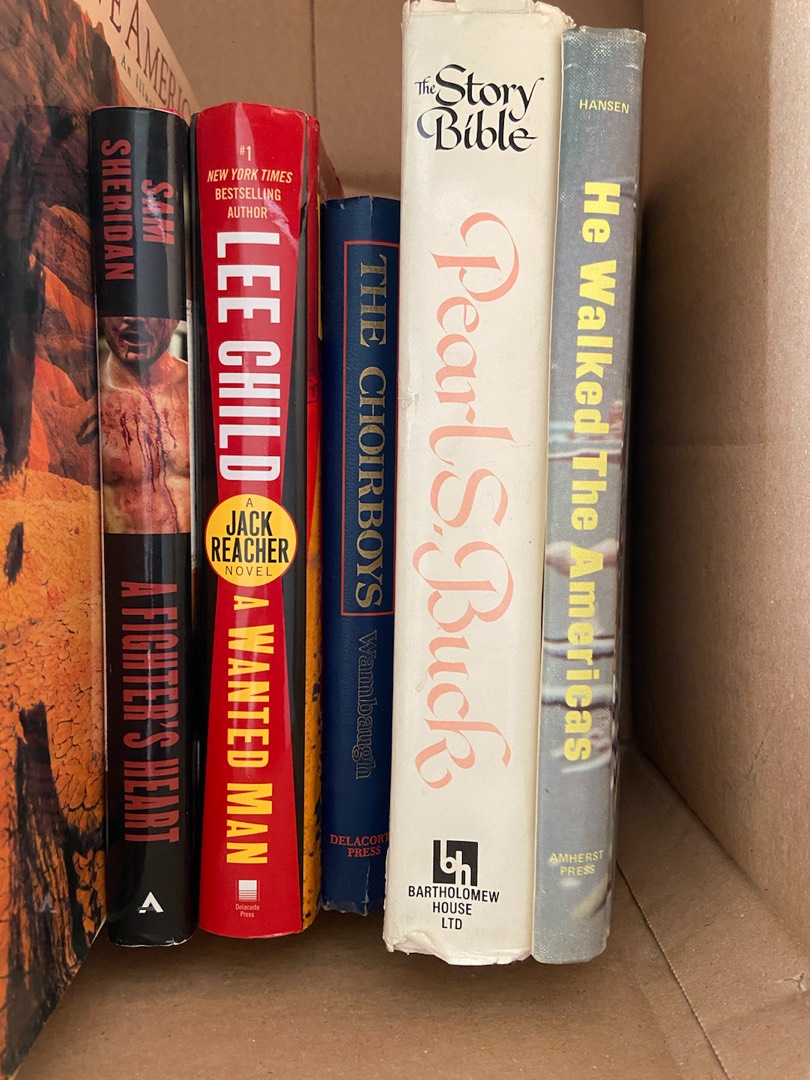 E AMERIC
SAM
SHERIDAN
A FIGHTER'S HEART
#1
NEW YORK TIMES
BESTSELLING
AUTHOR
LEE CHILD
A
JACK
REACHER
NOVEL
A WANTED MAN
Delacorte
Press
THE CHOIRBOYS
Wambaugh
DELACORTE
PRESS
The Story
Bible
Pearl S. Buck
bh
BARTHOLOMEW
HOUSE
LTD
HANSEN
He Walked The Americas
AMHERST
PRESS